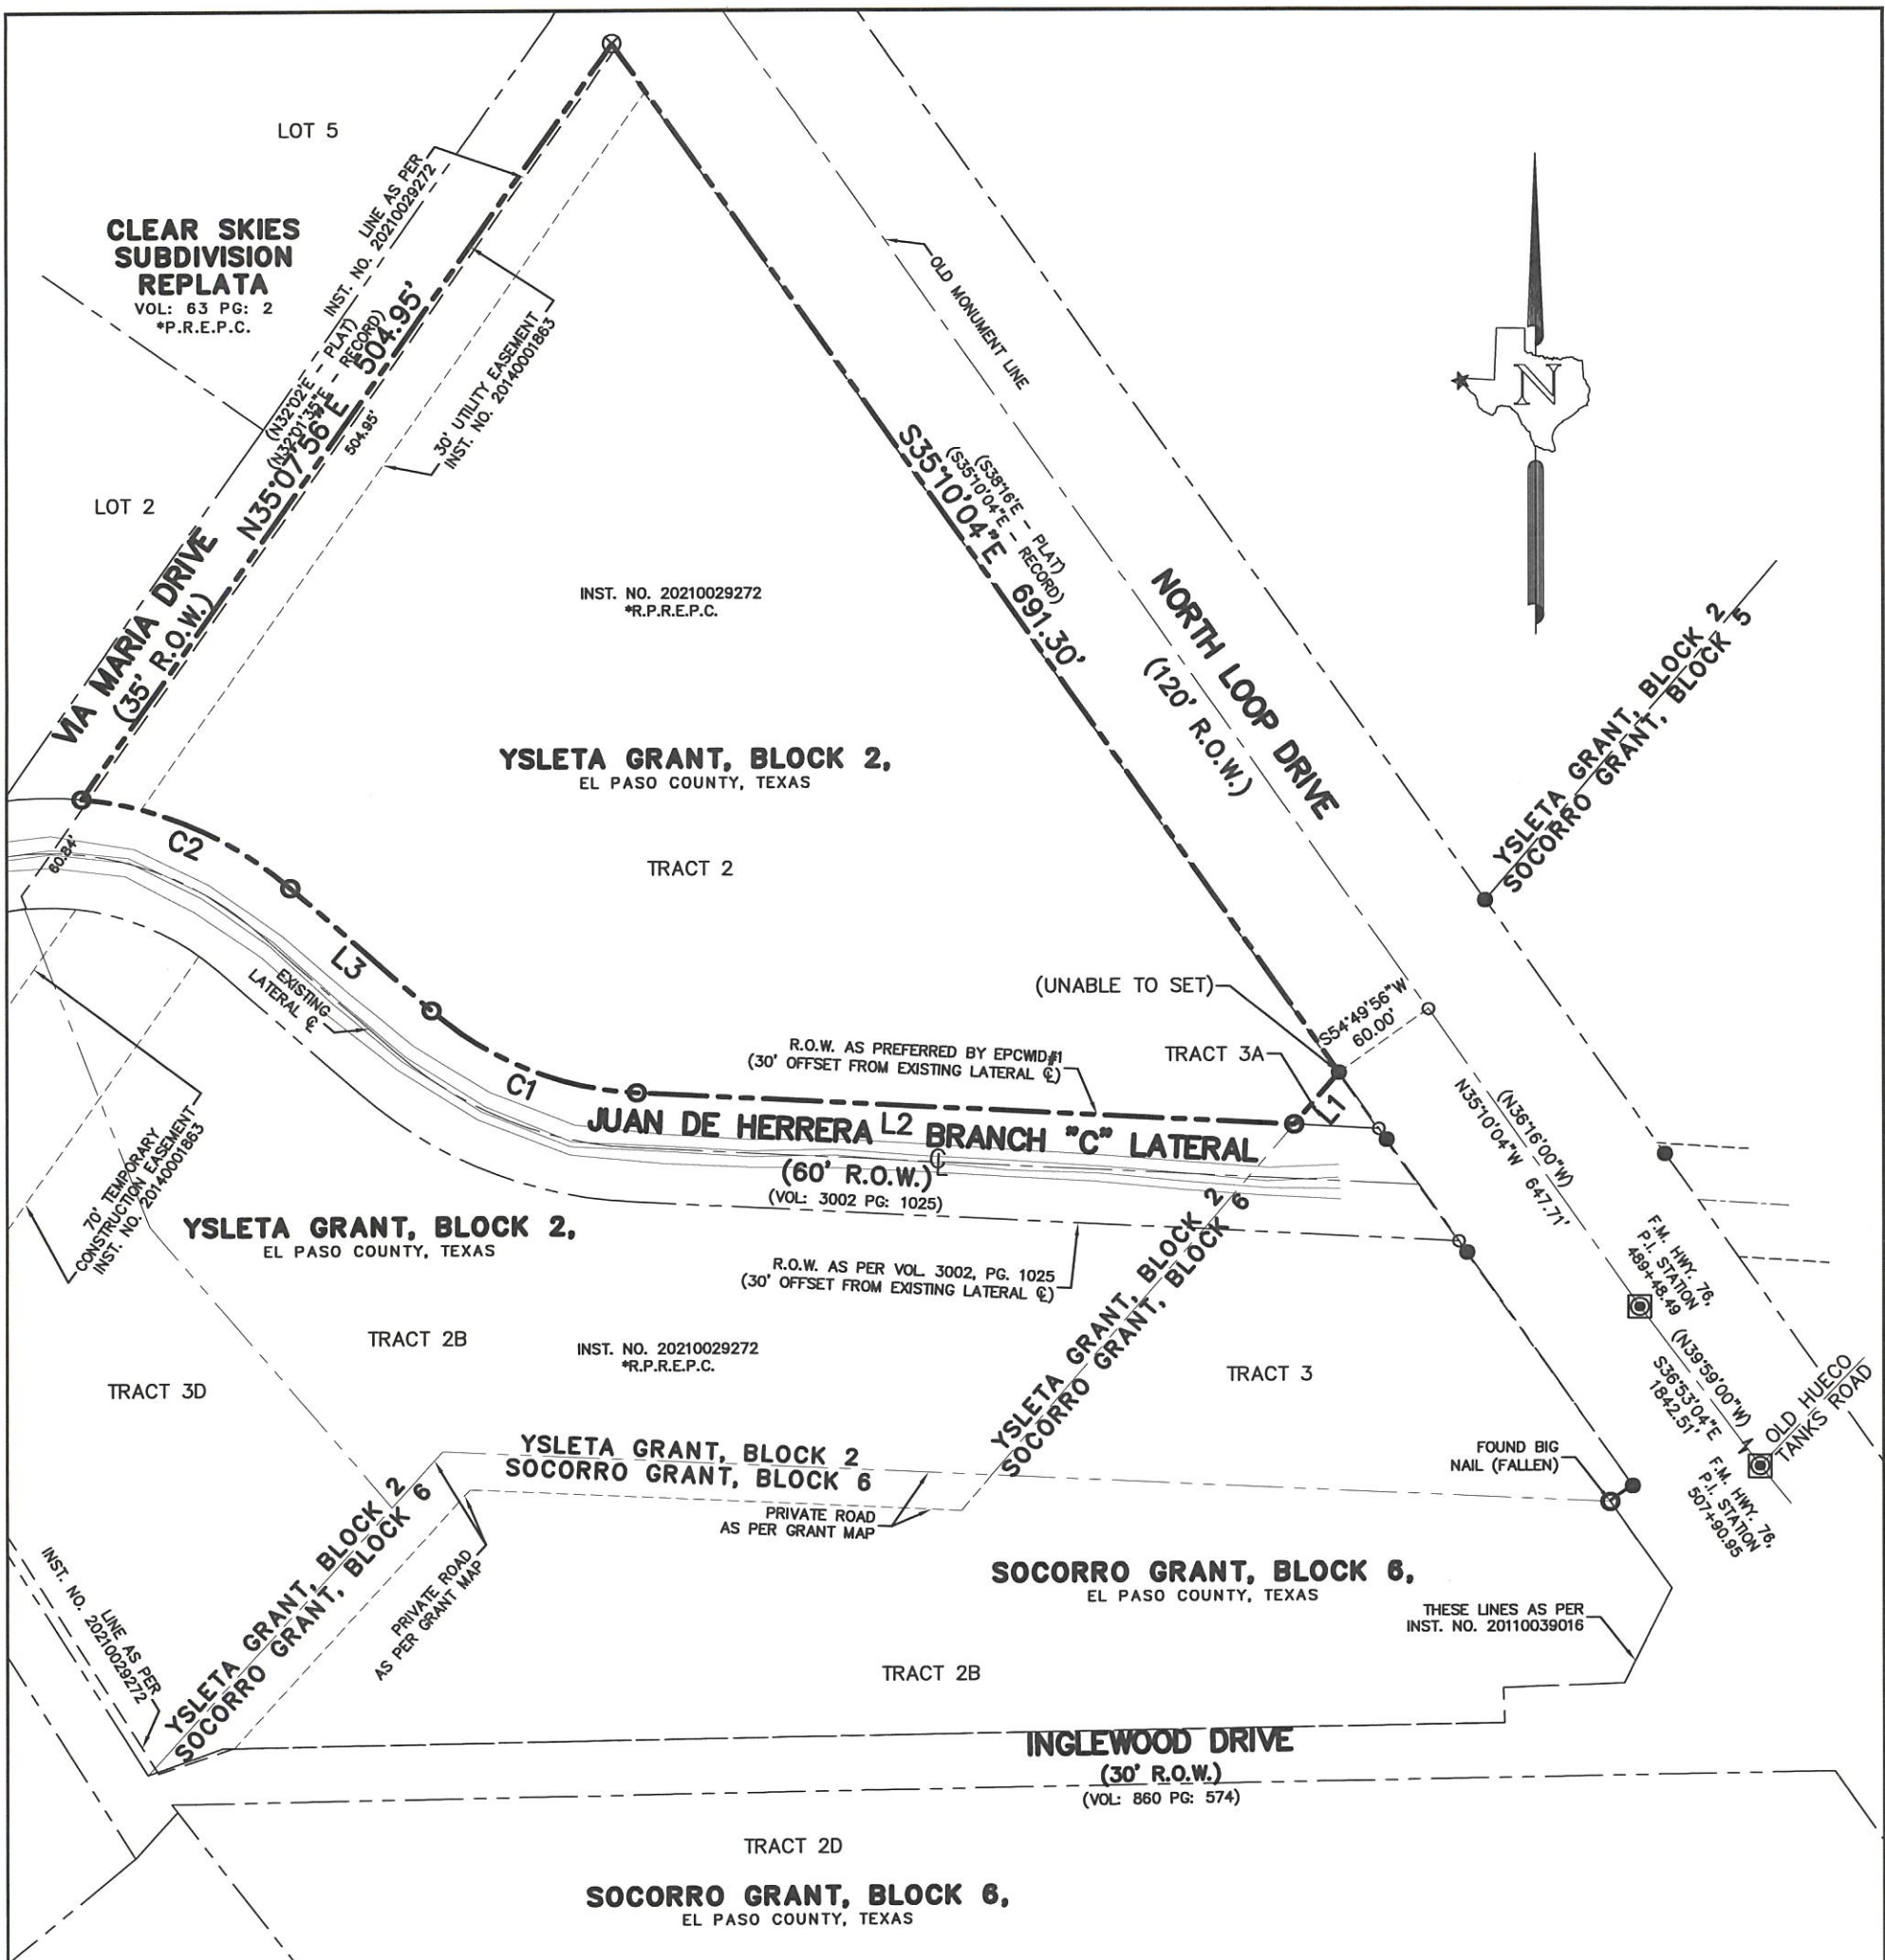 LOT 5
CLEAR SKIES
SUBDIVISION
REPLATA
VOL: 63 PG: 2
*P.R.E.P.C.
LINE AS PER
INST. NO. 20210029272
(N32°02'E - PLAT)
(N32°01'35"E - RECORD)
N35°07'56"E 504.95'
504.95'
30' UTILITY EASEMENT
INST. NO. 20140001863
LOT 2
VIA MARIA DRIVE
(35' R.O.W.)
OLD MONUMENT LINE
N
(S38°16'E - PLAT)
(S35°10'04"E - RECORD)
S35°10'04"E 691.30'
INST. NO. 20210029272
*R.P.R.E.P.C.
NORTH LOOP DRIVE
(120' R.O.W.)
YSLETA GRANT, BLOCK 2
SOCORRO GRANT, BLOCK 5
YSLETA GRANT, BLOCK 2,
EL PASO COUNTY, TEXAS
TRACT 2
C2
60.84'
L3
EXISTING
LATERAL ℄
(UNABLE TO SET)
S54°49'56"W
60.00'
R.O.W. AS PREFERRED BY EPCWID#1
(30' OFFSET FROM EXISTING LATERAL ℄)
TRACT 3A
L1
C1
JUAN DE HERRERA L2 BRANCH "C" LATERAL
℄
(60' R.O.W.)
(VOL: 3002 PG: 1025)
(N36°16'00"W)
N35°10'04"W 647.71'
70' TEMPORARY
CONSTRUCTION EASEMENT
INST. NO. 20140001863
YSLETA GRANT, BLOCK 2,
EL PASO COUNTY, TEXAS
R.O.W. AS PER VOL. 3002, PG. 1025
(30' OFFSET FROM EXISTING LATERAL ℄)
YSLETA GRANT, BLOCK 2
SOCORRO GRANT, BLOCK 6
F.M. HWY. 76,
P.I. STATION
489+48.49
TRACT 2B
INST. NO. 20210029272
*R.P.R.E.P.C.
TRACT 3
TRACT 3D
(N39°59'00"W)
S36°53'04"E
1842.51'
OLD HUECO
TANKS ROAD
F.M. HWY. 76,
P.I. STATION
507+90.95
YSLETA GRANT, BLOCK 2
SOCORRO GRANT, BLOCK 6
FOUND BIG
NAIL (FALLEN)
PRIVATE ROAD
AS PER GRANT MAP
YSLETA GRANT, BLOCK 2
SOCORRO GRANT, BLOCK 6
PRIVATE ROAD
AS PER GRANT MAP
LINE AS PER
INST. NO. 20210029272
SOCORRO GRANT, BLOCK 6,
EL PASO COUNTY, TEXAS
THESE LINES AS PER
INST. NO. 20110039016
TRACT 2B
INGLEWOOD DRIVE
(30' R.O.W.)
(VOL: 860 PG: 574)
TRACT 2D
SOCORRO GRANT, BLOCK 6,
EL PASO COUNTY, TEXAS